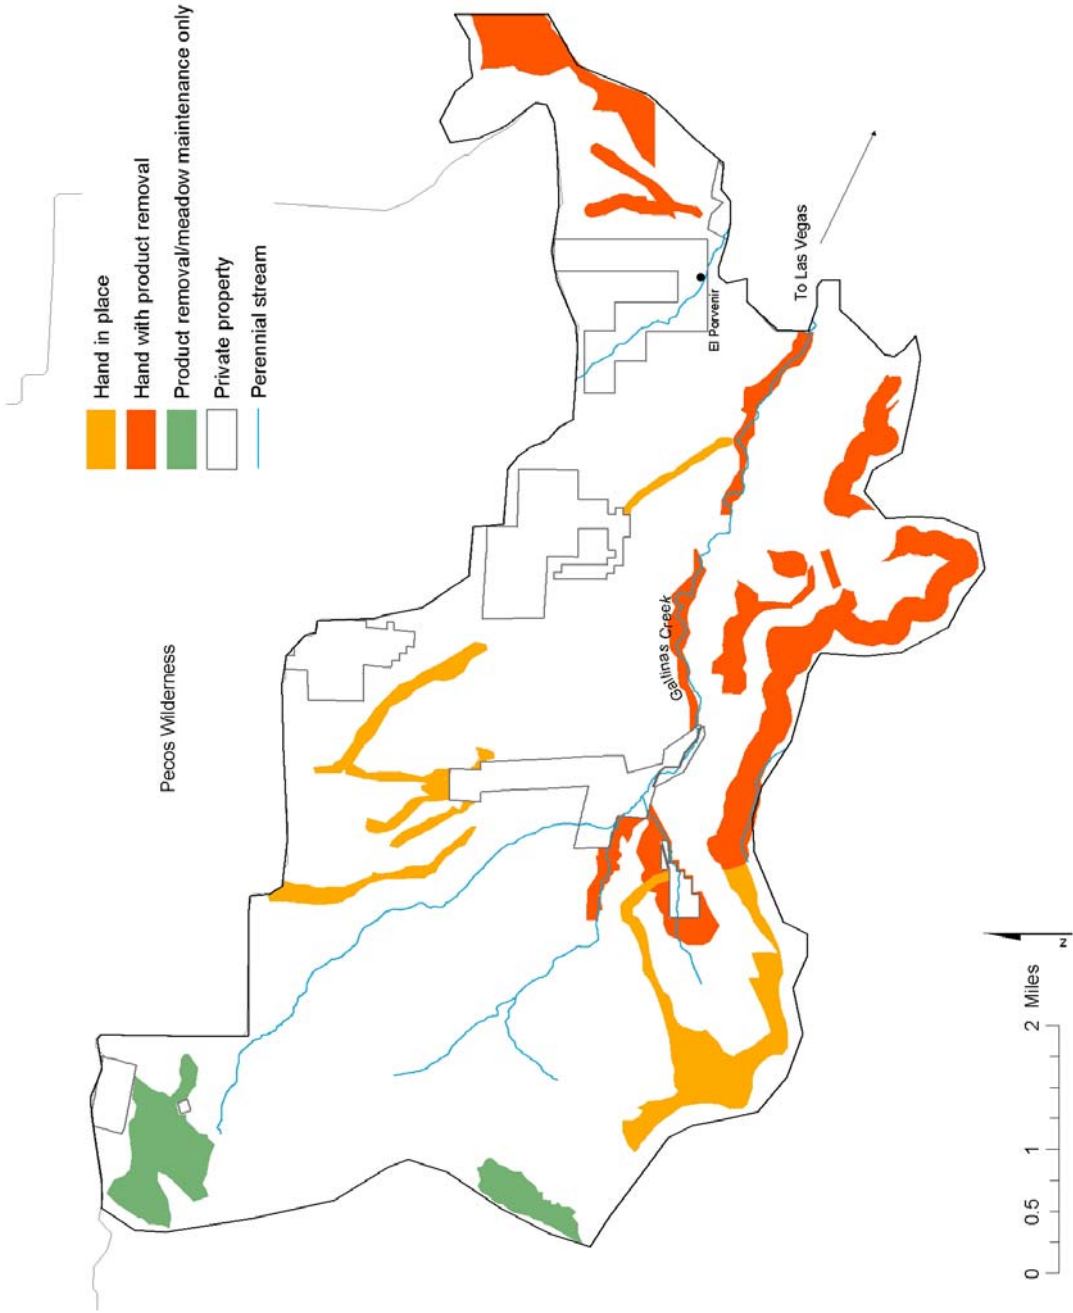 Hand in place
Hand with product removal
Product removal/meadow maintenance only
Private property
Perennial stream
Pecos Wilderness
Gallinas Creek
El Porvenir
To Las Vegas
N
0 0.5 1 2 Miles